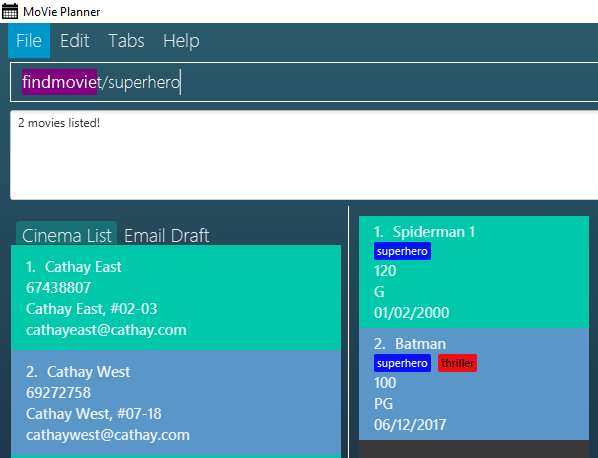 MoVie Planner
File Edit Tabs Help
findmoviet/superhero
2 movies listed!
Cinema List Email Draft
1. Cathay East
67438807
Cathay East, #02-03
cathayeast@cathay.com
2. Cathay West
69272758
Cathay West, #07-18
cathaywest@cathay.com
1. Spiderman 1
superhero
120
G
01/02/2000
2. Batman
superhero thriller
100
PG
06/12/2017